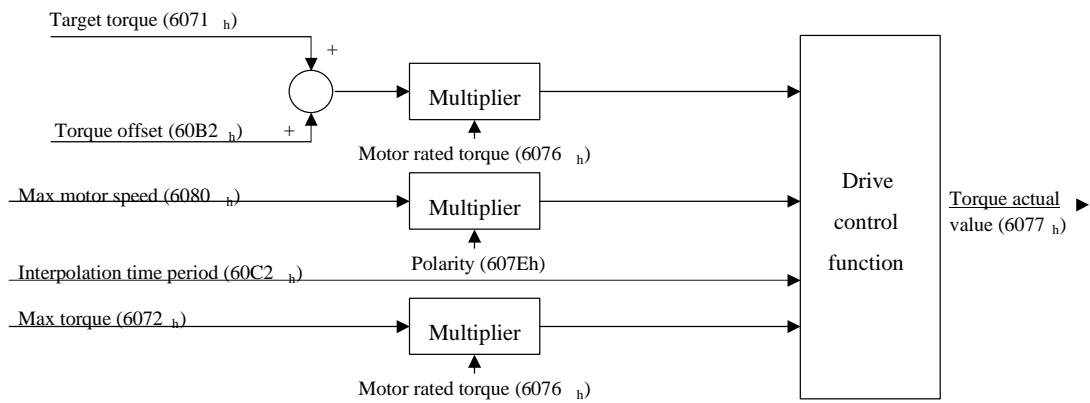 Target torque (6071 h)
+
Multiplier
+
Torque offset (60B2 h)
Motor rated torque (6076 h)
Max motor speed (6080 h)
Multiplier
Polarity (607Eh)
Interpolation time period (60C2 h)
Max torque (6072 h)
Multiplier
Motor rated torque (6076 h)
Drive
control
function
Torque actual
value (6077 h)